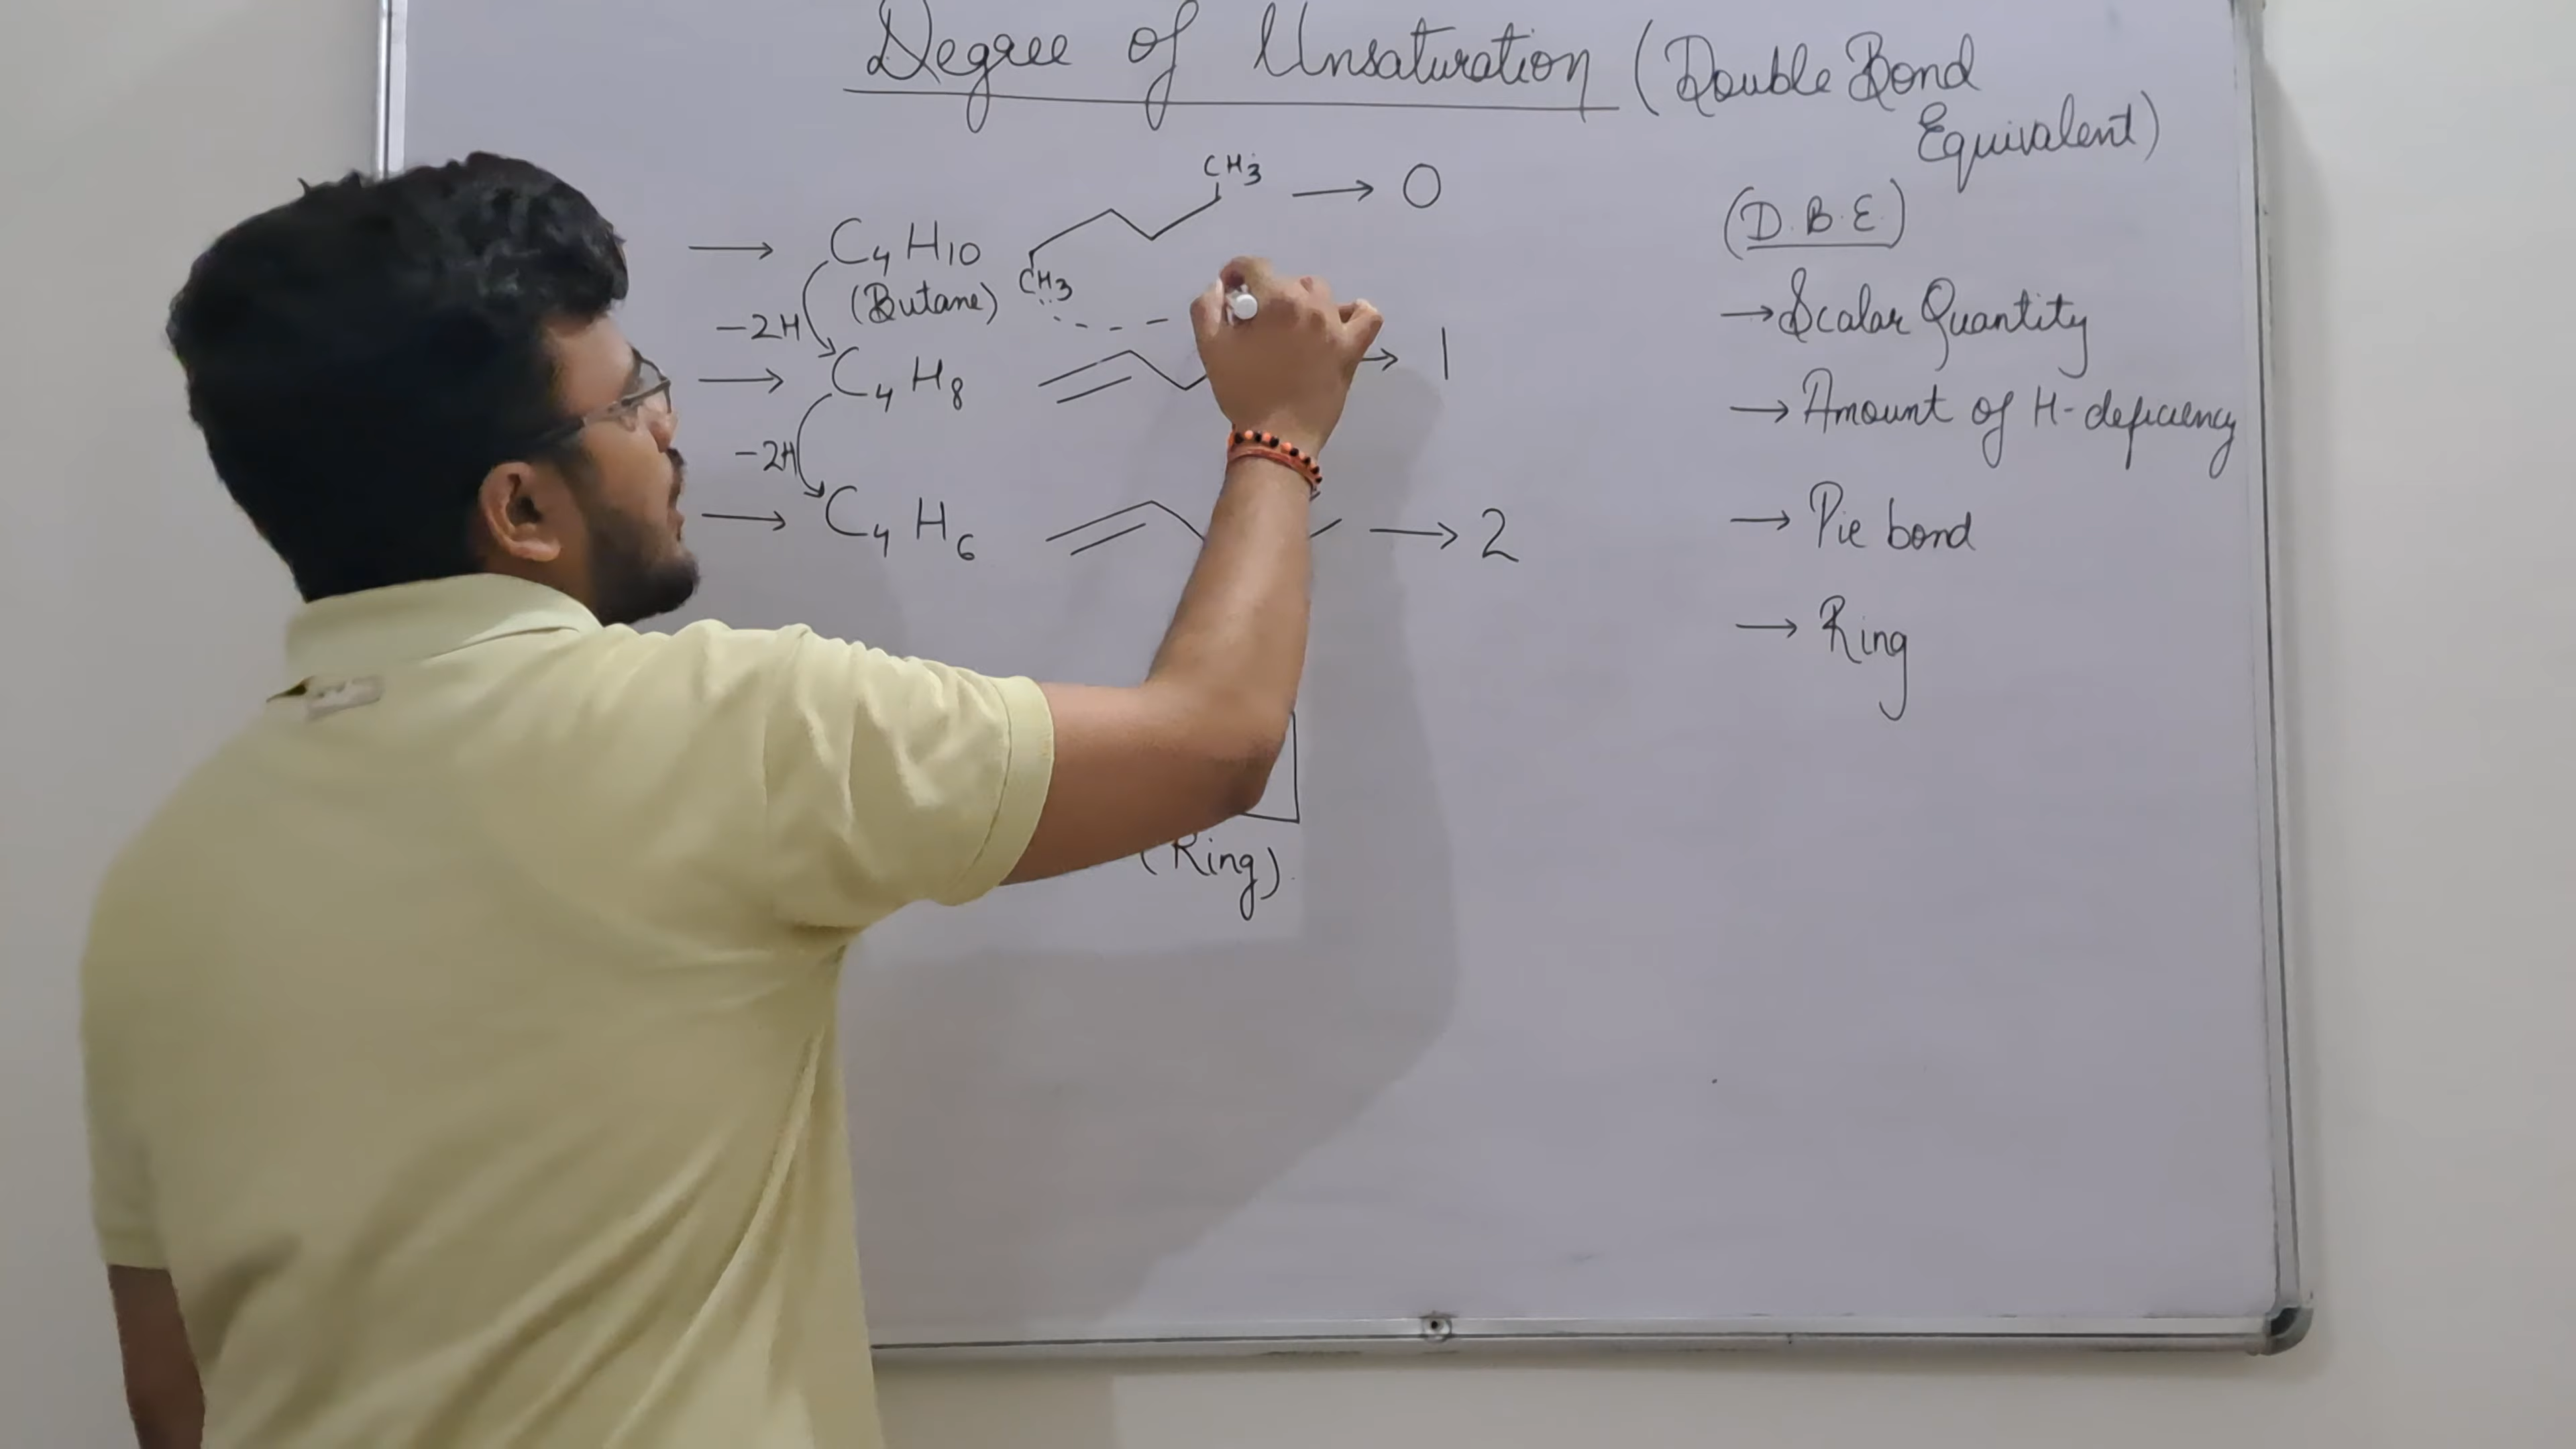 Degree of Unsaturation (Double Bond
Equivalent)
(D.B.E.)
CH3 → 0
→ C4H10
CH3
(Butane)
-2H
→ C4H8 → 1
-2H
→ C4H6 → 2
(Ring)
→ Scalar Quantity
→ Amount of H-deficiency
→ Pie bond
→ Ring